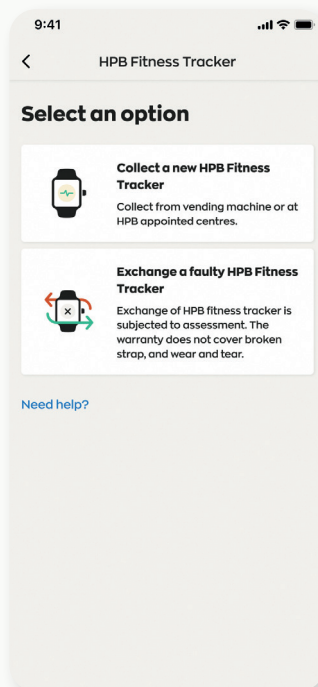 9:41
HPB Fitness Tracker
Select an option
Collect a new HPB Fitness
Tracker
Collect from vending machine or at
HPB appointed centres.
Exchange a faulty HPB Fitness
Tracker
Exchange of HPB fitness tracker is
subjected to assessment. The
warranty does not cover broken
strap, and wear and tear.
Need help?